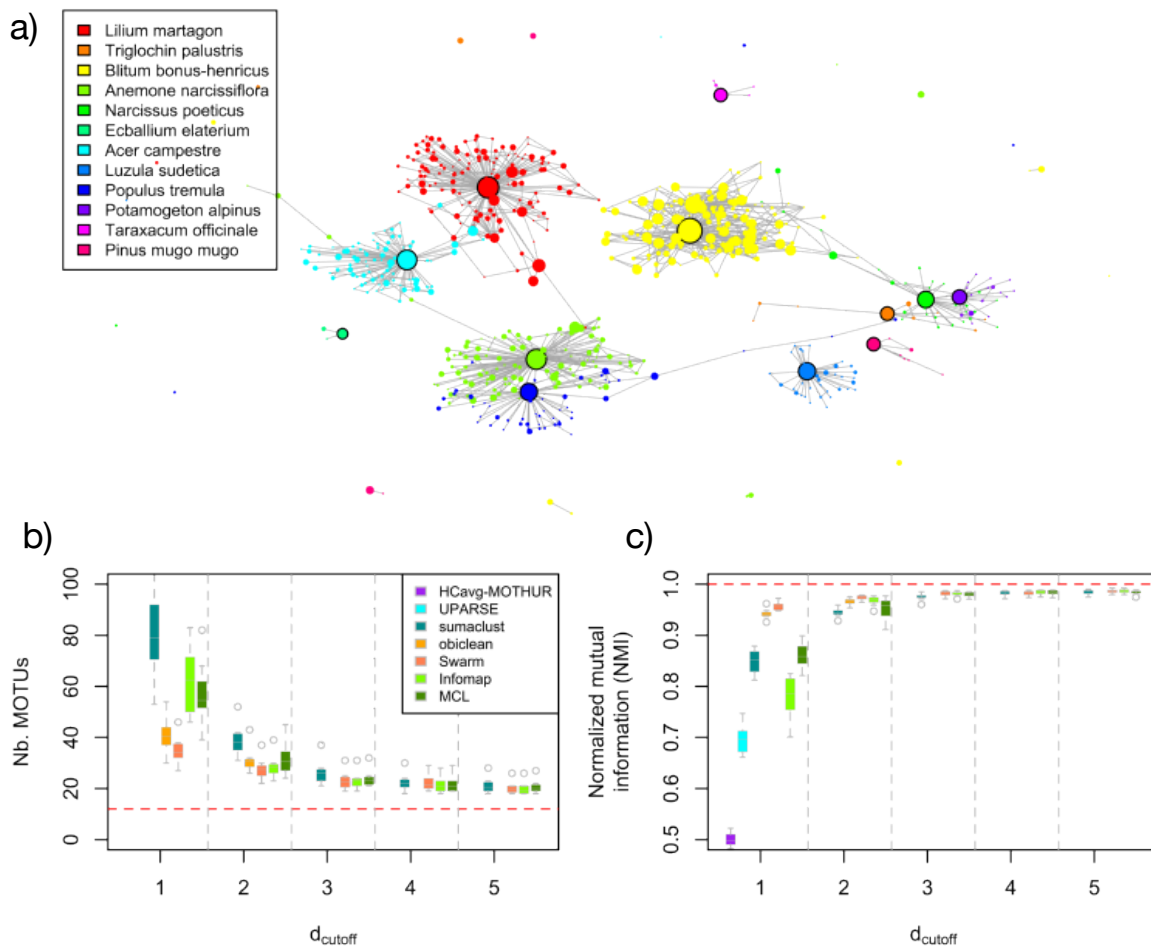 a)
Lilium martagon
Triglochin palustris
Blitum bonus-henricus
Anemone narcissiflora
Narcissus poeticus
Ecballium elaterium
Acer campestre
Luzula sudetica
Populus tremula
Potamogeton alpinus
Taraxacum officinale
Pinus mugo mugo
b)
Nb. MOTUs
100
80
60
40
20
0
HCavg-MOTHUR
UPARSE
sumaclust
obiclean
Swarm
Infomap
MCL
1 2 3 4 5
dcutoff
c)
Normalized mutual
information (NMI)
1.0
0.9
0.8
0.7
0.6
0.5
1 2 3 4 5
dcutoff